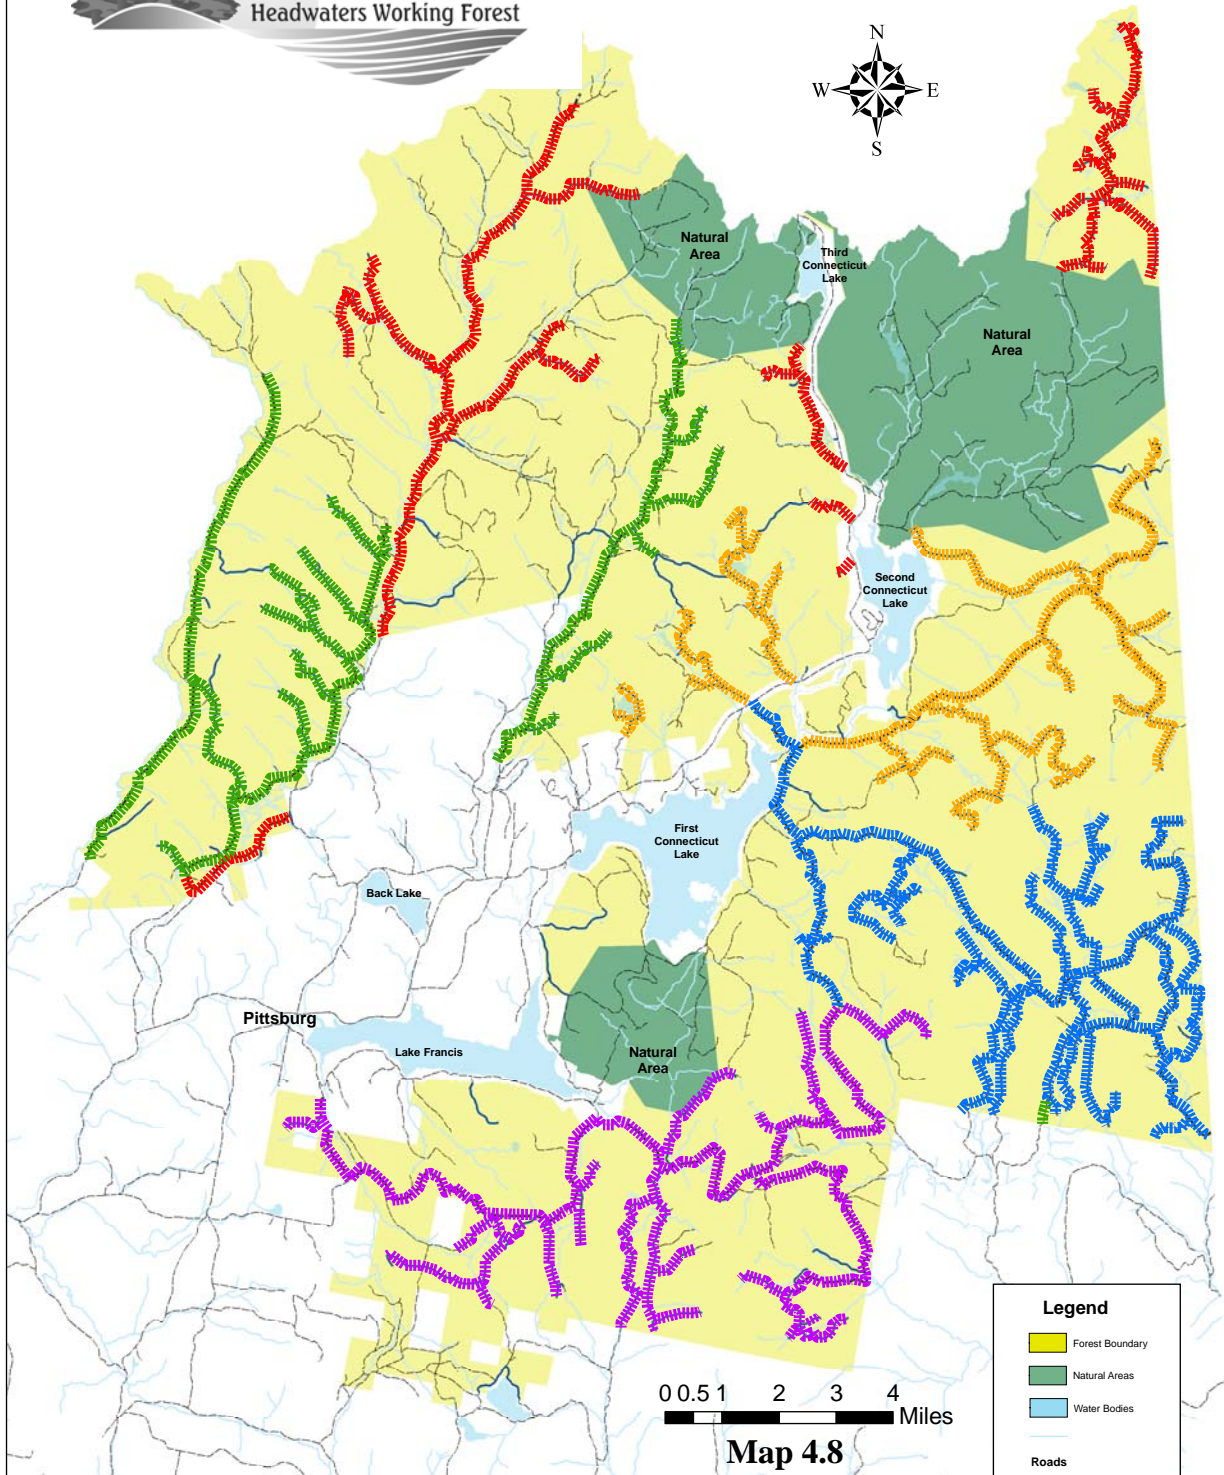 Headwaters Working Forest
N
W E
S
Natural
Area
Third
Connecticut
Lake
Natural
Area
Second
Connecticut
Lake
First
Connecticut
Lake
Back Lake
Pittsburg
Lake Francis
Natural
Area
Legend
Forest Boundary
Natural Areas
Water Bodies
Roads
0 0.5 1 2 3 4
Miles
Map 4.8